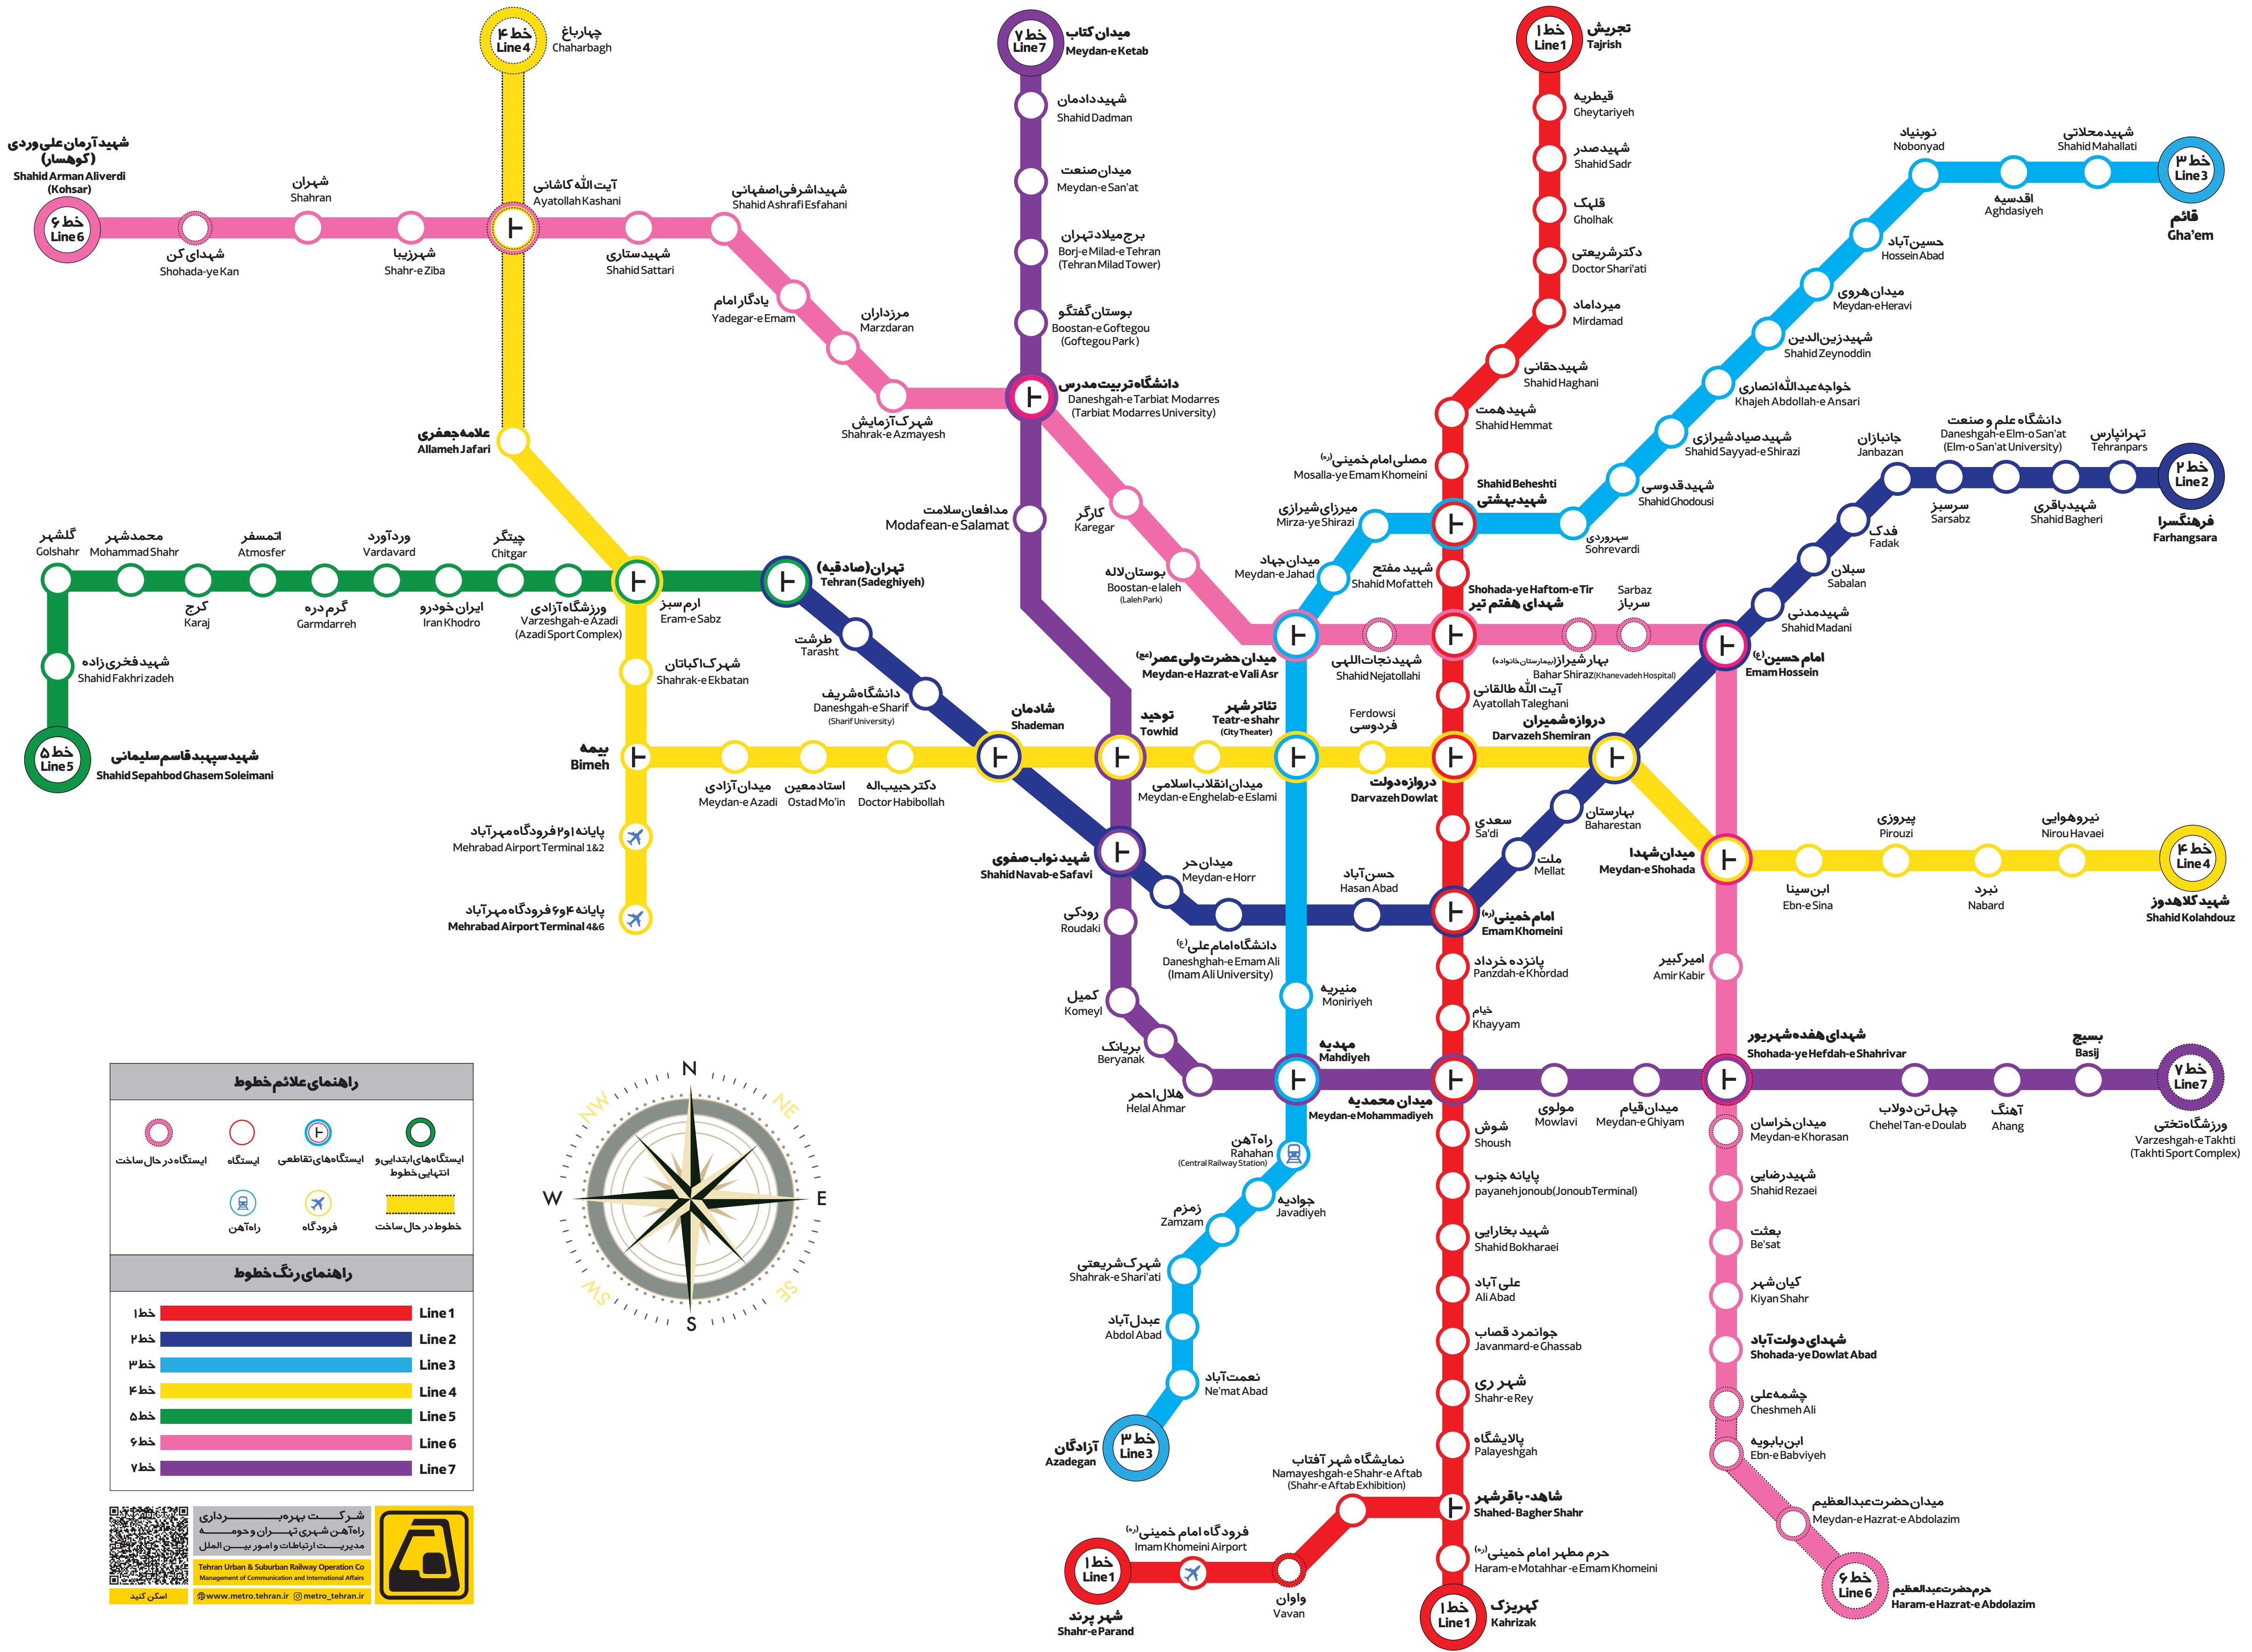 خط ۴
Line 4
چهارباغ
Chaharbagh
خط ۷
Line 7
میدان کتاب
Meydan-e Ketab
خط ۱
Line 1
تجریش
Tajrish
شهید دادمان
Shahid Dadman
میدان صنعت
Meydan-e San'at
برج میلاد تهران
Borj-e Milad-e Tehran
(Tehran Milad Tower)
بوستان گفتگو
Boostan-e Goftegou
(Goftegou Park)
دانشگاه تربیت مدرس
Daneshgah-e Tarbiat Modarres
(Tarbiat Modarres University)
مدافعان سلامت
Modafean-e Salamat
قیطریه
Gheytariyeh
شهید صدر
Shahid Sadr
قلهک
Gholhak
دکتر شریعتی
Doctor Shari'ati
میرداماد
Mirdamad
شهید حقانی
Shahid Haghani
شهید همت
Shahid Hemmat
مصلی امام خمینی (ره)
Mosalla-ye Emam Khomeini
Shahid Beheshti
شهید بهشتی
شهید مفتح
Shahid Mofatteh
Shohada-ye Haftom-e Tir
شهدای هفتم تیر
آیت الله طالقانی
Ayatollah Taleghani
دروازه دولت
Darvazeh Dowlat
سعدی
Sa'di
امام خمینی (ره)
Emam Khomeini
پانزده خرداد
Panzdah-e Khordad
خیام
Khayyam
میدان محمدیه
Meydan-e Mohammadiyeh
شوش
Shoush
پایانه جنوب
payaneh jonoub(Jonoub Terminal)
شهید بخارایی
Shahid Bokharaei
علی آباد
Ali Abad
جوانمرد قصاب
Javanmard-e Ghassab
شهر ری
Shahr-e Rey
پالایشگاه
Palayeshgah
شاهد - باقرشهر
Shahed- Bagher Shahr
حرم مطهر امام خمینی (ره)
Haram-e Motahhar -e Emam Khomeini
خط ۱
Line 1
کهریزک
Kahrizak
نمایشگاه شهر آفتاب
Namayeshgah-e Shahr-e Aftab
(Shahr-e Aftab Exhibition)
واوان
Vavan
فرودگاه امام خمینی (ره)
Imam Khomeini Airport
خط ۱
Line 1
شهر پرند
Shahr-e Parand
خط ۳
Line 3
قائم
Gha'em
شهید محلاتی
Shahid Mahallati
اقدسیه
Aghdasiyeh
نوبنیاد
Nobonyad
حسین آباد
Hossein Abad
میدان هروی
Meydan-e Heravi
شهید زین الدین
Shahid Zeynoddin
خواجه عبدالله انصاری
Khajeh Abdollah-e Ansari
شهید صیاد شیرازی
Shahid Sayyad-e Shirazi
شهید قدوسی
Shahid Ghodousi
سهروردی
Sohrevardi
میرزای شیرازی
Mirza-ye Shirazi
میدان جهاد
Meydan-e Jahad
میدان حضرت ولی عصر (عج)
Meydan-e Hazrat-e Vali Asr
تئاتر شهر
Teatr-e shahr
(City Theater)
منیریه
Moniriyeh
مهدیه
Mahdiyeh
راه آهن
Rahahan
(Central Railway Station)
جوادیه
Javadiyeh
زمزم
Zamzam
شهرک شریعتی
Shahrak-e Shari'ati
عبدل آباد
Abdol Abad
نعمت آباد
Ne'mat Abad
خط ۳
Line 3
آزادگان
Azadegan
خط ۲
Line 2
فرهنگسرا
Farhangsara
تهرانپارس
Tehranpars
شهید باقری
Shahid Bagheri
دانشگاه علم و صنعت
Daneshgah-e Elm-o San'at
(Elm-o San'at University)
سرسبز
Sarsabz
جانبازان
Janbazan
فدک
Fadak
سبلان
Sabalan
شهید مدنی
Shahid Madani
امام حسین (ع)
Emam Hossein
دروازه شمیران
Darvazeh Shemiran
بهارستان
Baharestan
ملت
Mellat
حسن آباد
Hasan Abad
دانشگاه امام علی (ع)
Daneshghah-e Emam Ali
(Imam Ali University)
میدان حر
Meydan-e Horr
شهید نواب صفوی
Shahid Navab-e Safavi
شادمان
Shademan
دانشگاه شریف
Daneshgah-e Sharif
(Sharif University)
طرشت
Tarasht
تهران (صادقیه)
Tehran (Sadeghiyeh)
شهید آرمان علی وردی
(کوهسار)
Shahid Arman Aliverdi
(Kohsar)
خط ۶
Line 6
شهدای کن
Shohada-ye Kan
شهران
Shahran
شهر زیبا
Shahr-e Ziba
آیت الله کاشانی
Ayatollah Kashani
شهید ستاری
Shahid Sattari
شهید اشرفی اصفهانی
Shahid Ashrafi Esfahani
یادگار امام
Yadegar-e Emam
مرزداران
Marzdaran
شهرک آزمایش
Shahrak-e Azmayesh
کارگر
Karegar
بوستان لاله
Boostan-e laleh
(Laleh Park)
شهید نجات اللهی
Shahid Nejatollahi
بهار شیراز (بیمارستان خانواده)
Bahar Shiraz (Khanevadeh Hospital)
Sarbaz
سرباز
میدان شهدا
Meydan-e Shohada
امیرکبیر
Amir Kabir
شهدای هفده شهریور
Shohada-ye Hefdah-e Shahrivar
میدان خراسان
Meydan-e Khorasan
شهید رضایی
Shahid Rezaei
بعثت
Be'sat
کیان شهر
Kiyan Shahr
شهدای دولت آباد
Shohada-ye Dowlat Abad
چشمه علی
Cheshmeh Ali
ابن بابویه
Ebn-e Babviyeh
میدان حضرت عبدالعظیم
Meydan-e Hazrat-e Abdolazim
خط ۶
Line 6
حرم حضرت عبدالعظیم
Haram-e Hazrat-e Abdolazim
علامه جعفری
Allameh Jafari
ارم سبز
Eram-e Sabz
شهرک اکباتان
Shahrak-e Ekbatan
بیمه
Bimeh
پایانه ۱و۲ فرودگاه مهرآباد
Mehrabad Airport Terminal 1&2
پایانه ۴و۶ فرودگاه مهرآباد
Mehrabad Airport Terminal 4&6
میدان آزادی
Meydan-e Azadi
استاد معین
Ostad Mo'in
دکتر حبیب اله
Doctor Habibollah
توحید
Towhid
میدان انقلاب اسلامی
Meydan-e Enghelab-e Eslami
Ferdowsi
فردوسی
ابن سینا
Ebn-e Sina
پیروزی
Pirouzi
نبرد
Nabard
نیرو هوایی
Nirou Havaei
خط ۴
Line 4
شهید کلاهدوز
Shahid Kolahdouz
گلشهر
Golshahr
محمدشهر
Mohammad Shahr
کرج
Karaj
اتمسفر
Atmosfer
گرم دره
Garmdarreh
وردآورد
Vardavard
ایران خودرو
Iran Khodro
چیتگر
Chitgar
ورزشگاه آزادی
Varzeshgah-e Azadi
(Azadi Sport Complex)
شهید فخری زاده
Shahid Fakhri zadeh
خط ۵
Line 5
شهید سپهبد قاسم سلیمانی
Shahid Sepahbod Ghasem Soleimani
رودکی
Roudaki
کمیل
Komeyl
بریانک
Beryanak
هلال احمر
Helal Ahmar
مولوی
Mowlavi
میدان قیام
Meydan-e Ghiyam
چهل تن دولاب
Chehel Tan-e Doulab
آهنگ
Ahang
بسیج
Basij
خط ۷
Line 7
ورزشگاه تختی
Varzeshgah-e Takhti
(Takhti Sport Complex)
راهنمای علائم خطوط
ایستگاه های ابتدایی و
انتهایی خطوط
ایستگاه های تقاطعی
ایستگاه
ایستگاه در حال ساخت
خطوط در حال ساخت
فرودگاه
راه آهن
راهنمای رنگ خطوط
خط ۱ Line 1
خط ۲ Line 2
خط ۳ Line 3
خط ۴ Line 4
خط ۵ Line 5
خط ۶ Line 6
خط ۷ Line 7
N
NE
E
SE
S
SW
W
NW
شرکت بهره برداری
راه آهن شهری تهران و حومه
مدیریت ارتباطات و امور بین الملل
Tehran Urban & Suburban Railway Operation Co
Management of Communication and International Affairs
اسکن کنید
www.metro.tehran.ir metro_tehran.ir